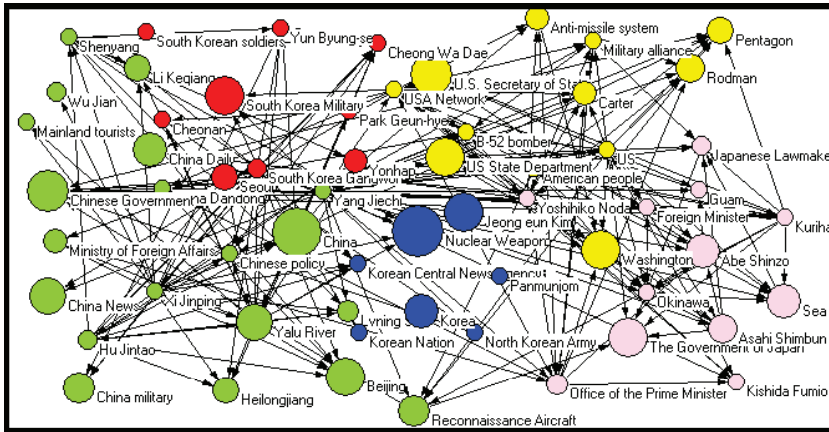 Anti-missile system
Shenyang
South Korean soldiers
Yun Byung-se
Military alliance
Pentagon
Cheong Wa Dae
Li Keqiang
U.S. Secretary of Stat
Rodman
Wu Jian
South Korea Military
USA Network
Carter
Mainland tourists
Cheonan
Park Geun-hye
B-52 bomber
China Daily
Yonhap
US
Japanese Lawmake
South Korea Gangwo
US State Department
American people
Seoul
Chinese Government
na Dandong
Yang Jiechi
Yoshihiko Noda
Guam
Jeong eun Kim
Foreign Minister
Kuriha
Ministry of Foreign Affairs
China
Nuclear Weapon
Chinese policy
Washington
Abe Shinzo
Korean Central News
gency
Panmunjom
China News
Xi Jinping
Okinawa
Sea
Yalu River
Korea
Hu Jintao
Korean Nation
North Korean Army
The Government of Japan
Asahi Shimbun
China military
Heilongjiang
Beijing
Office of the Prime Minister
Kishida Fumio
Reconnaissance Aircraft